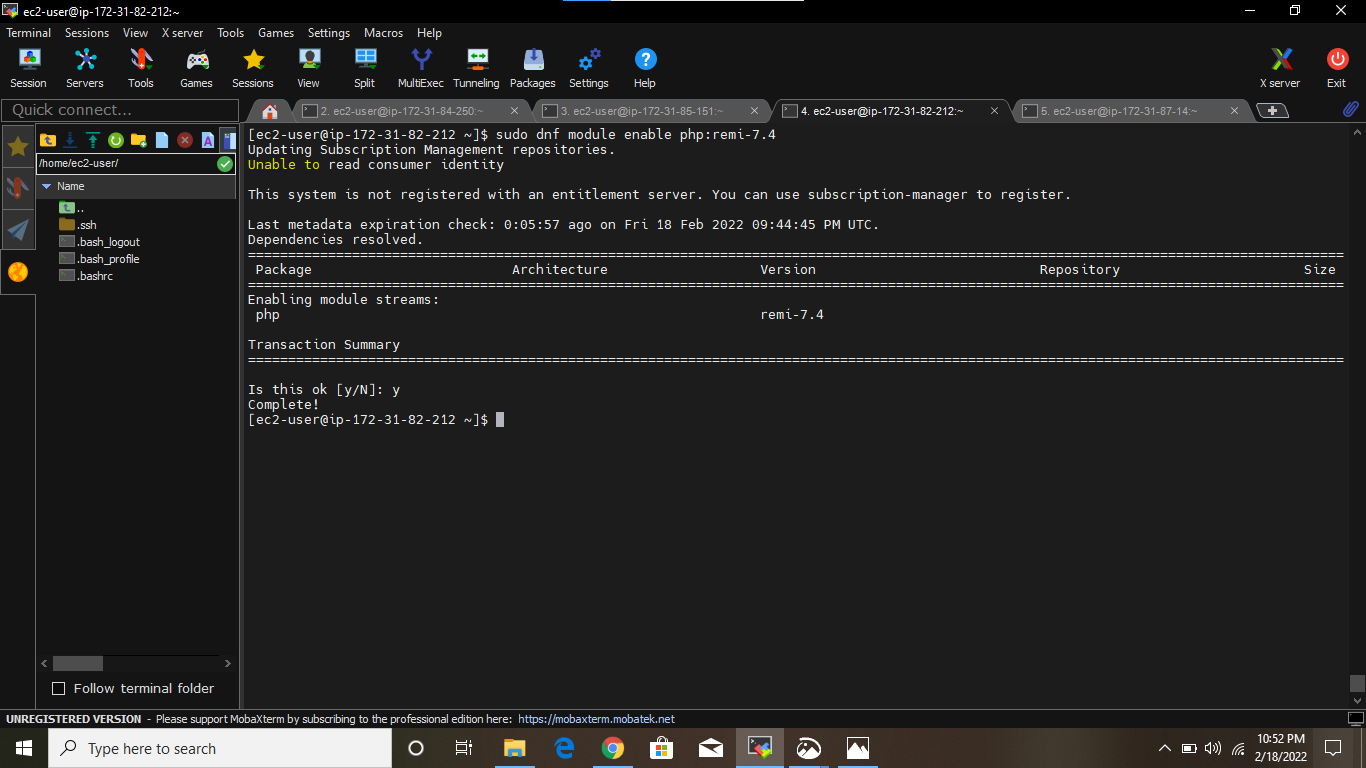 ec2-user@ip-172-31-82-212:~
Terminal Sessions View X server Tools Games Settings Macros Help
Session Servers Tools Games Sessions View Split MultiExec Tunneling Packages Settings Help X server Exit
Quick connect...
2. ec2-user@ip-172-31-84-250:~
3. ec2-user@ip-172-31-85-151:~
4. ec2-user@ip-172-31-82-212:~
5. ec2-user@ip-172-31-87-14:~
/home/ec2-user/
Name
..
.ssh
.bash_logout
.bash_profile
.bashrc
Follow terminal folder
[ec2-user@ip-172-31-82-212 ~]$ sudo dnf module enable php:remi-7.4
Updating Subscription Management repositories.
Unable to read consumer identity
This system is not registered with an entitlement server. You can use subscription-manager to register.
Last metadata expiration check: 0:05:57 ago on Fri 18 Feb 2022 09:44:45 PM UTC.
Dependencies resolved.
================================================================================
Package Architecture Version Repository Size
================================================================================
Enabling module streams:
php remi-7.4
Transaction Summary
================================================================================
Is this ok [y/N]: y
Complete!
[ec2-user@ip-172-31-82-212 ~]$
UNREGISTERED VERSION - Please support MobaXterm by subscribing to the professional edition here: https://mobaxterm.mobatek.net
Type here to search
10:52 PM
2/18/2022